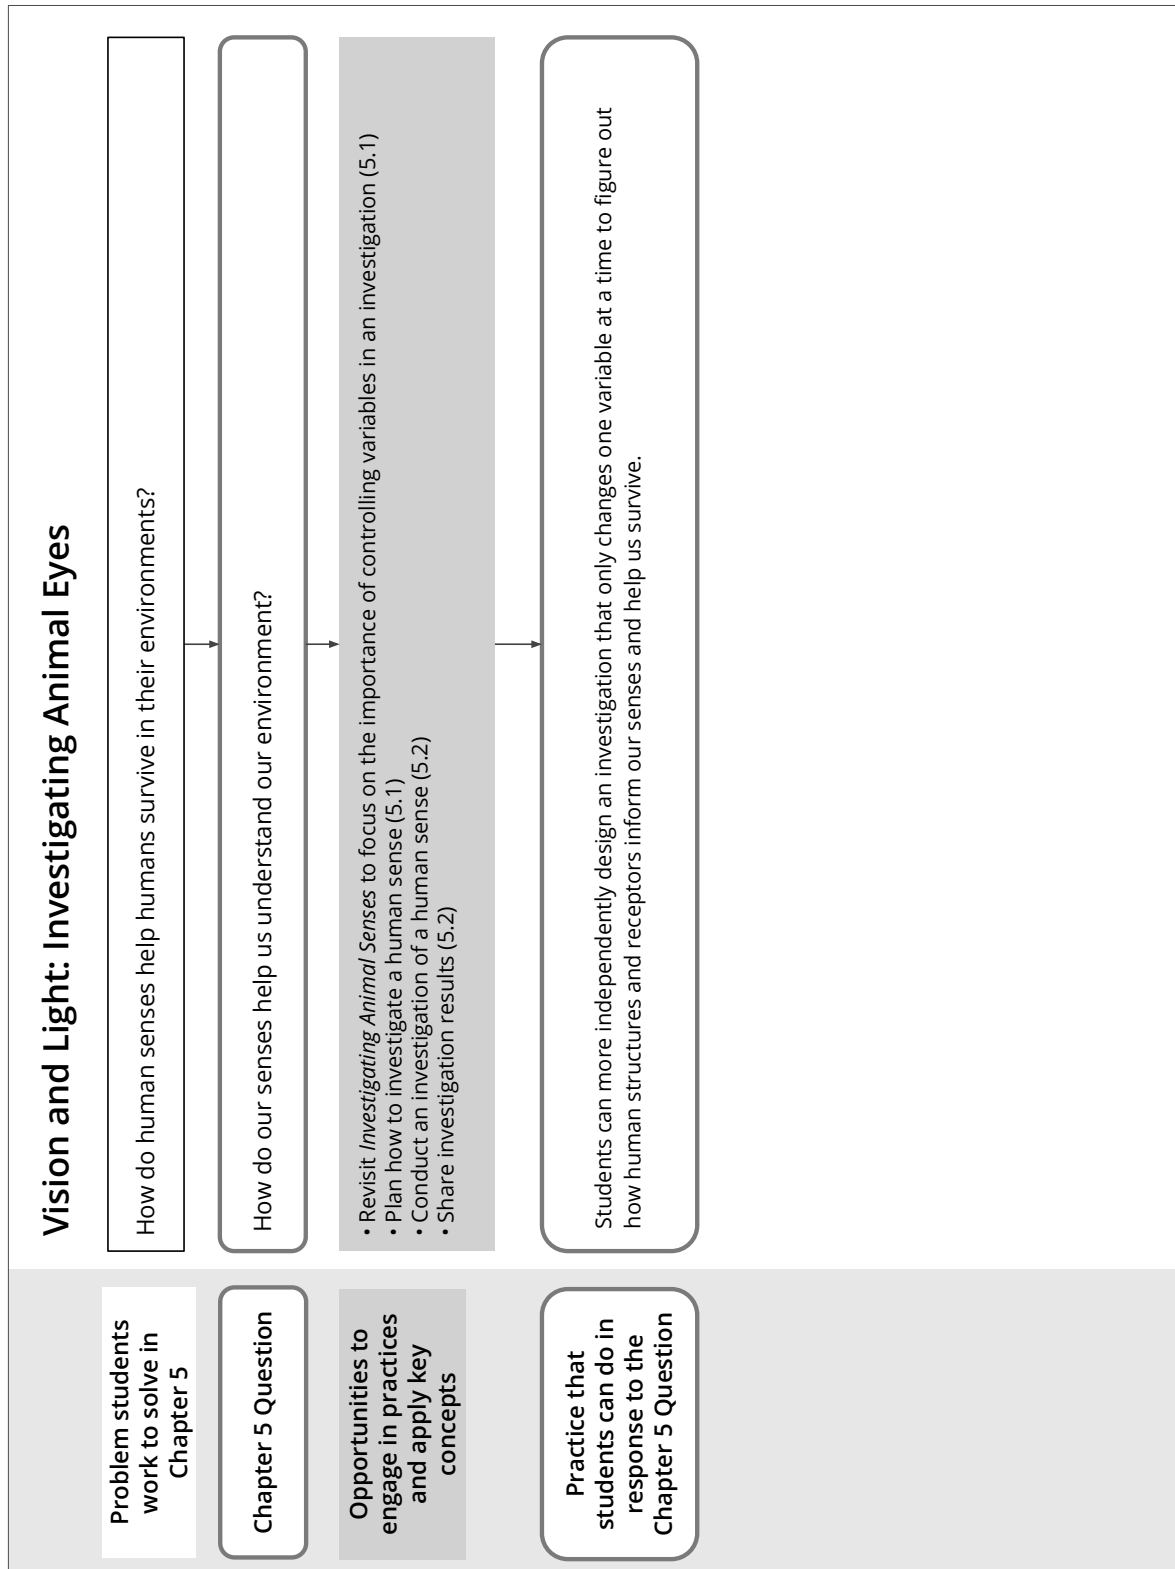 Vision and Light: Investigating Animal Eyes
Problem students
work to solve in
Chapter 5
How do human senses help humans survive in their environments?
Chapter 5 Question
How do our senses help us understand our environment?
Opportunities to
engage in practices
and apply key
concepts
• Revisit Investigating Animal Senses to focus on the importance of controlling variables in an investigation (5.1)
• Plan how to investigate a human sense (5.1)
• Conduct an investigation of a human sense (5.2)
• Share investigation results (5.2)
Practice that
students can do in
response to the
Chapter 5 Question
Students can more independently design an investigation that only changes one variable at a time to figure out
how human structures and receptors inform our senses and help us survive.